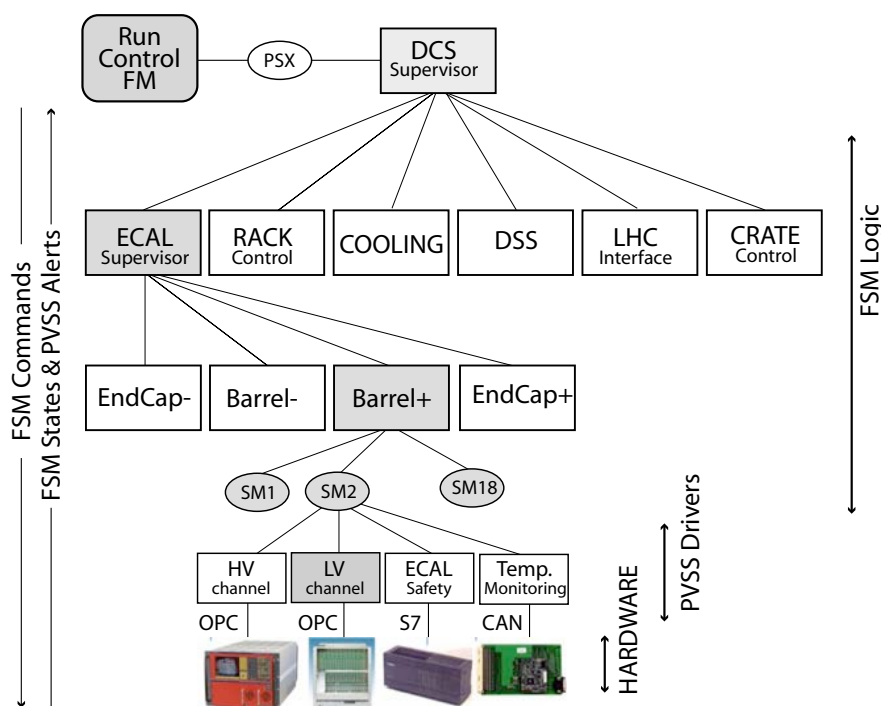 Run
Control
FM
PSX
DCS
Supervisor
ECAL
Supervisor
RACK
Control
COOLING
DSS
LHC
Interface
CRATE
Control
EndCap-
Barrel-
Barrel+
EndCap+
SM1
SM2
SM18
HV
channel
LV
channel
ECAL
Safety
Temp.
Monitoring
OPC
OPC
S7
CAN
FSM Commands
FSM States & PVSS Alerts
FSM Logic
PVSS Drivers
HARDWARE